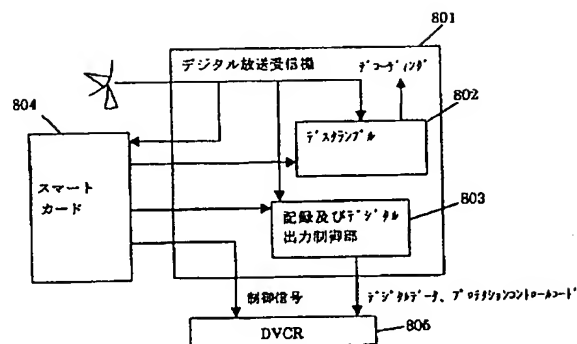 801
デジタル放送受信機
デコーディング
804
802
デスクランブル
スマート
カード
803
記録及びデジタル
出力制御部
制御信号
デジタルデータ、プロテクションコントロールコード
DVCR
806